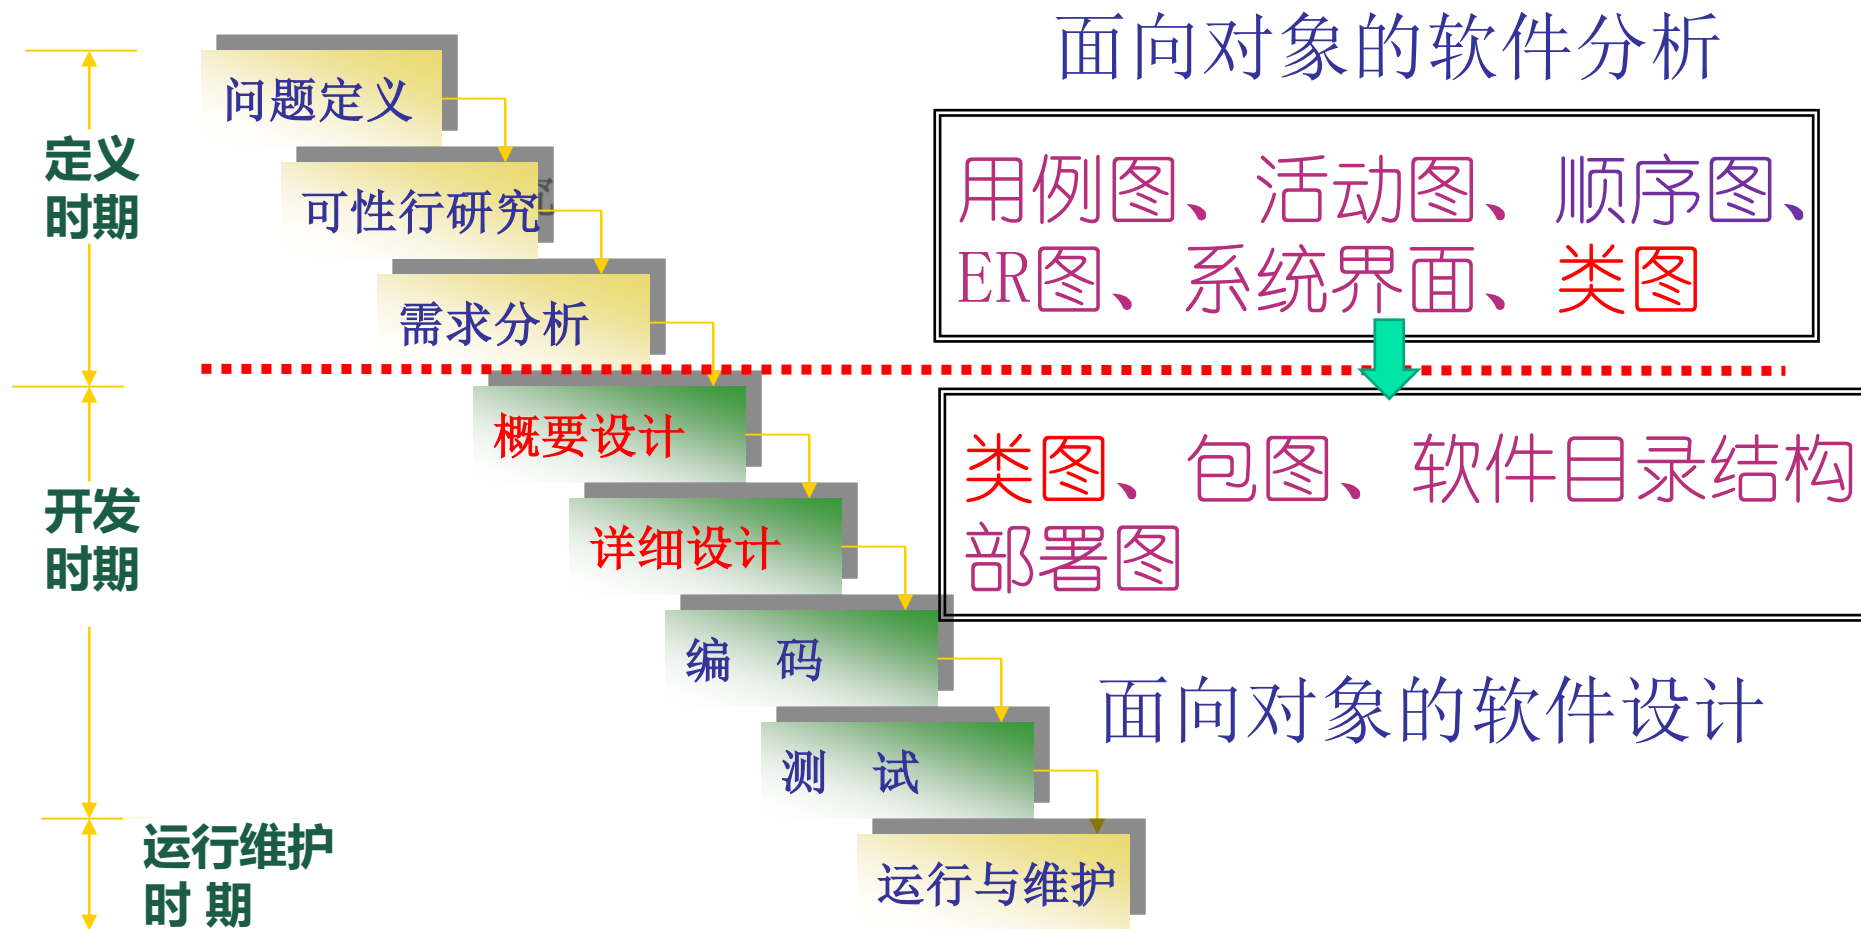 面向对象的软件分析
问题定义
定义
时期
可性行研究
用例图、活动图、顺序图、
ER图、系统界面、类图
需求分析
概要设计
类图、包图、软件目录结构
部署图
开发
时期
详细设计
编 码
面向对象的软件设计
测 试
运行维护
时 期
运行与维护